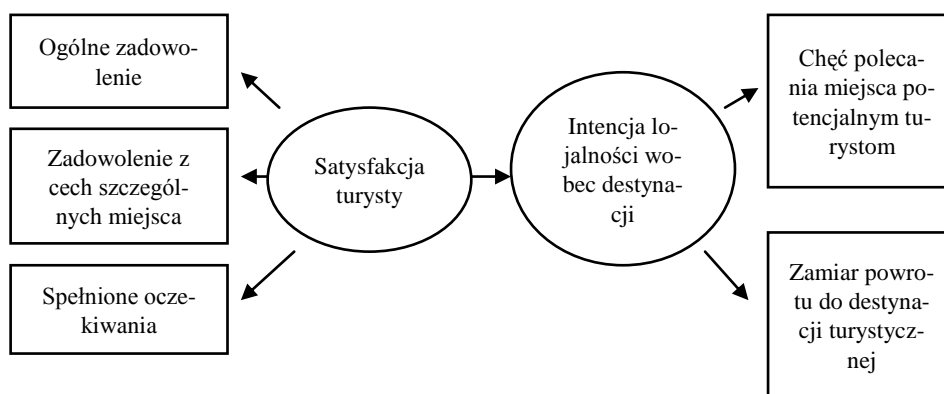 Ogólne zadowo-
lenie
Zadowolenie z
cech szczegól-
nych miejsca
Spełnione ocze-
kiwania
Satysfakcja
turysty
Intencja lo-
jalności wo-
bec destyna-
cji
Chęć poleca-
nia miejsca po-
tencjalnym tu-
rystom
Zamiar powro-
tu do destyna-
cji turystycz-
nej